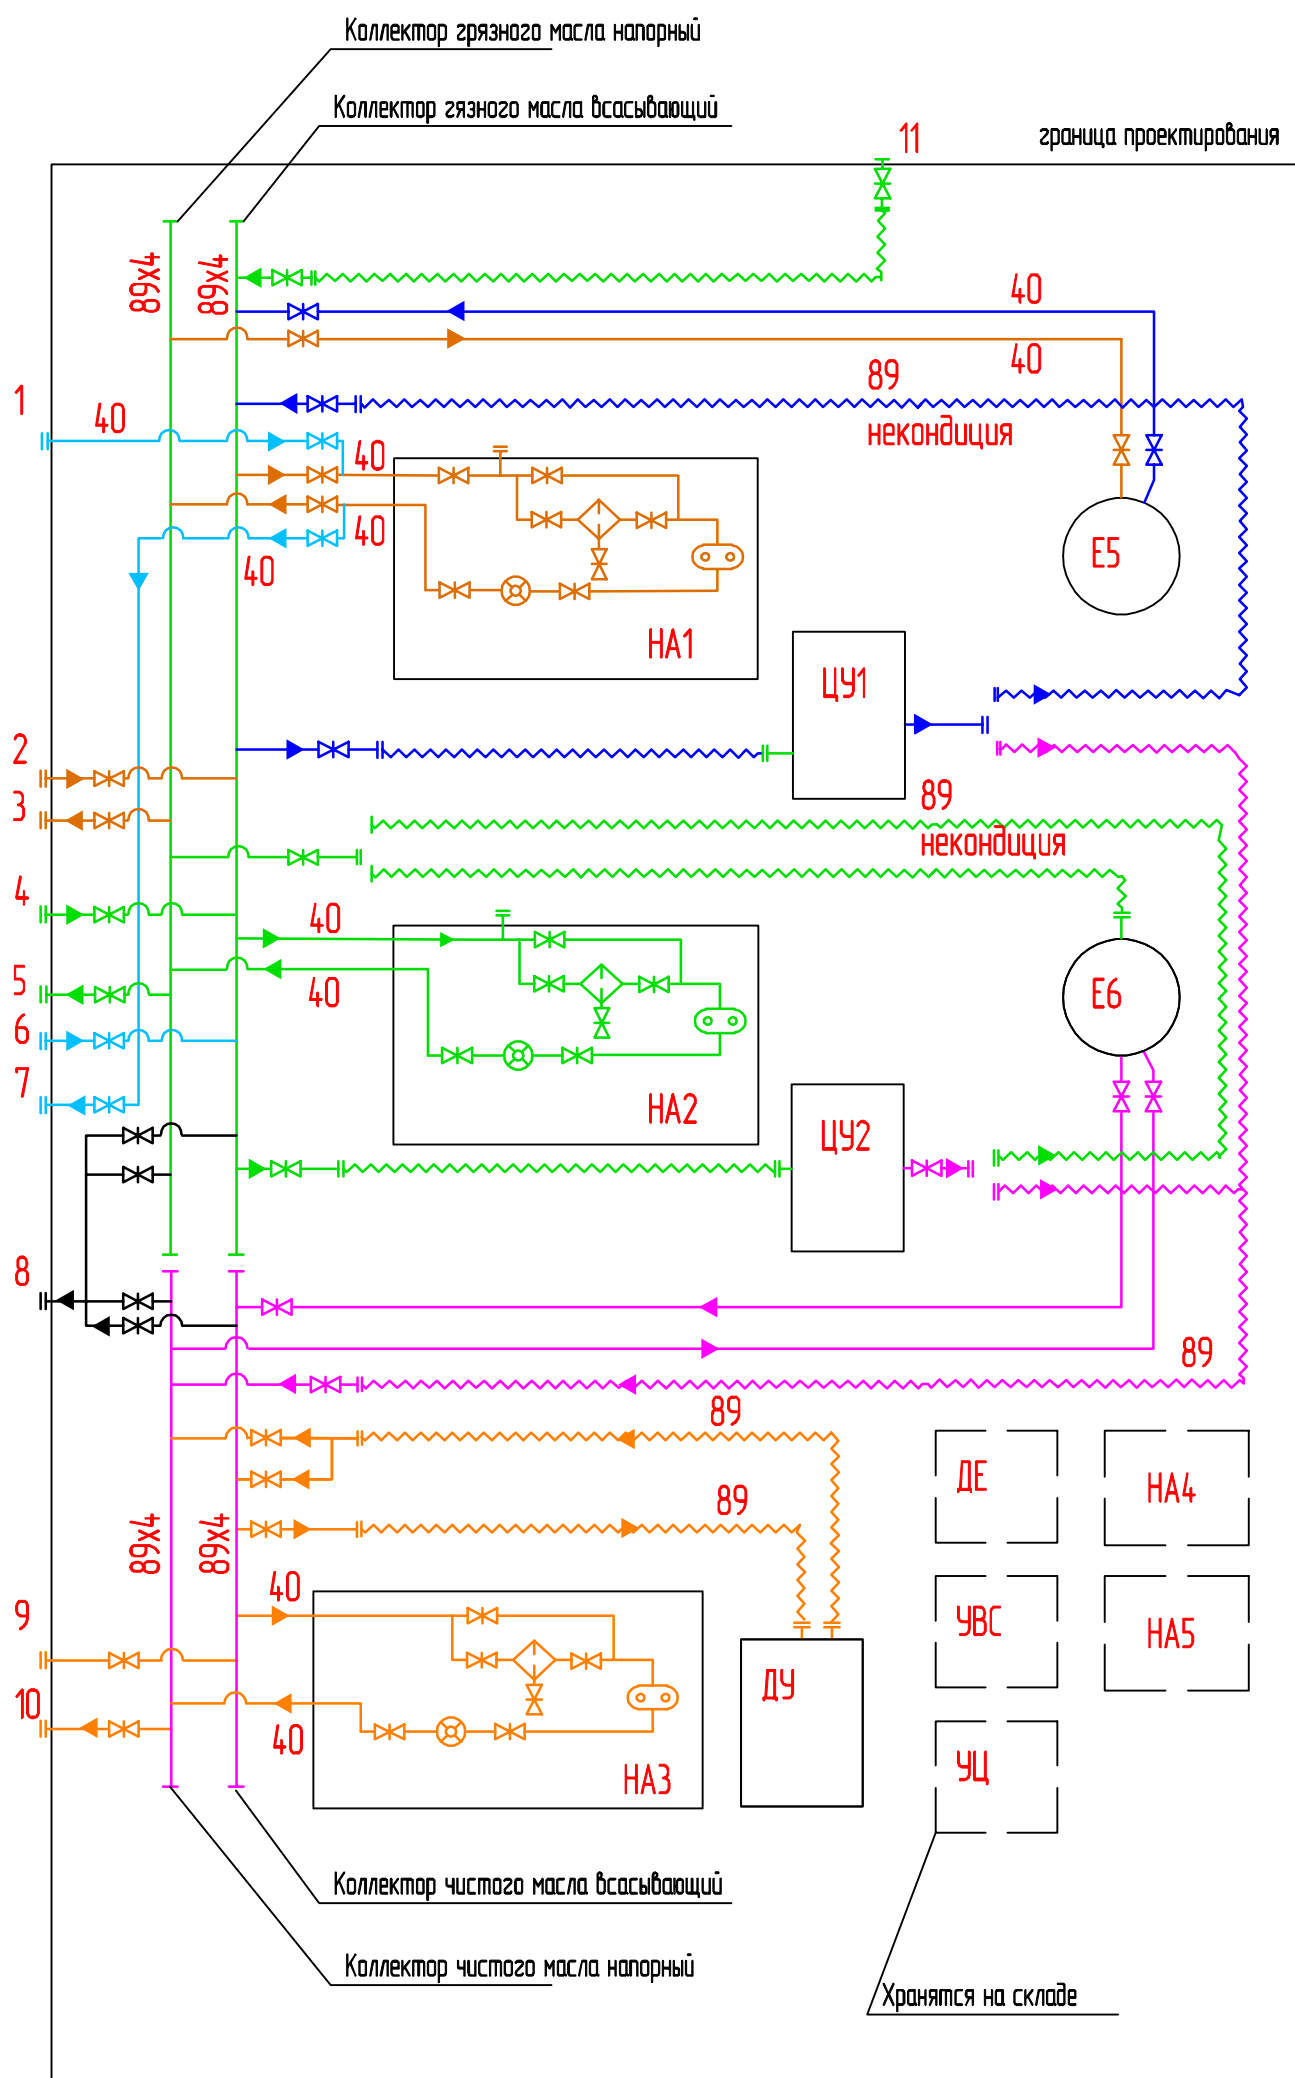 Коллектор грязного масла напорный
Коллектор гязного масла всасывающий
11
граница проектирования
89х4
89х4
40
40
89
некондиция
1
40
40
40
40
Е5
НА1
ЦУ1
2
3
89
некондиция
4
40
5
40
6
7
Е6
НА2
ЦУ2
8
89
89
ДЕ
НА4
89
89х4
89х4
40
9
УВС
НА5
10
40
ДУ
УЦ
НА3
Коллектор чистого масла всасывающий
Коллектор чистого масла напорный
Хранятся на складе